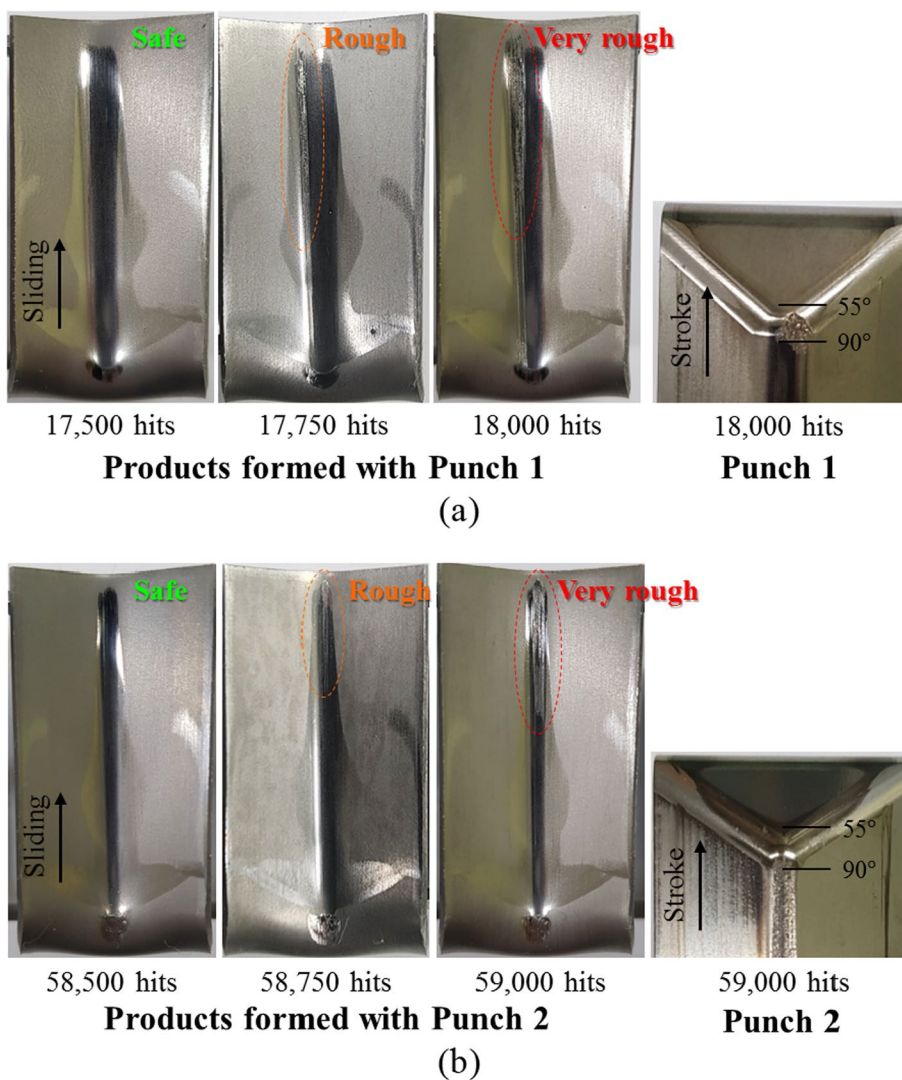 Safe
Rough
Very rough
Sliding
Stroke
55°
90°
17,500 hits
17,750 hits
18,000 hits
18,000 hits
Products formed with Punch 1
Punch 1
(a)
Safe
Rough
Very rough
Sliding
Stroke
55°
90°
58,500 hits
58,750 hits
59,000 hits
59,000 hits
Products formed with Punch 2
Punch 2
(b)